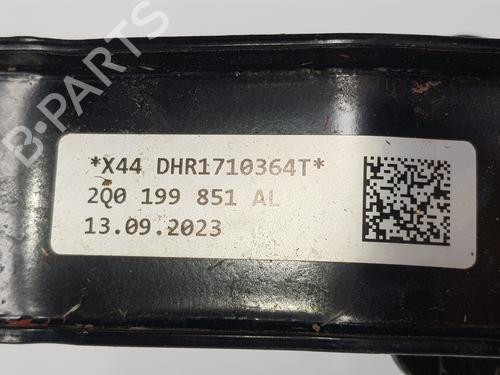 B-PARTS
*X44 DHR1710364T*
2Q0 199 851 AL
13.09.2023